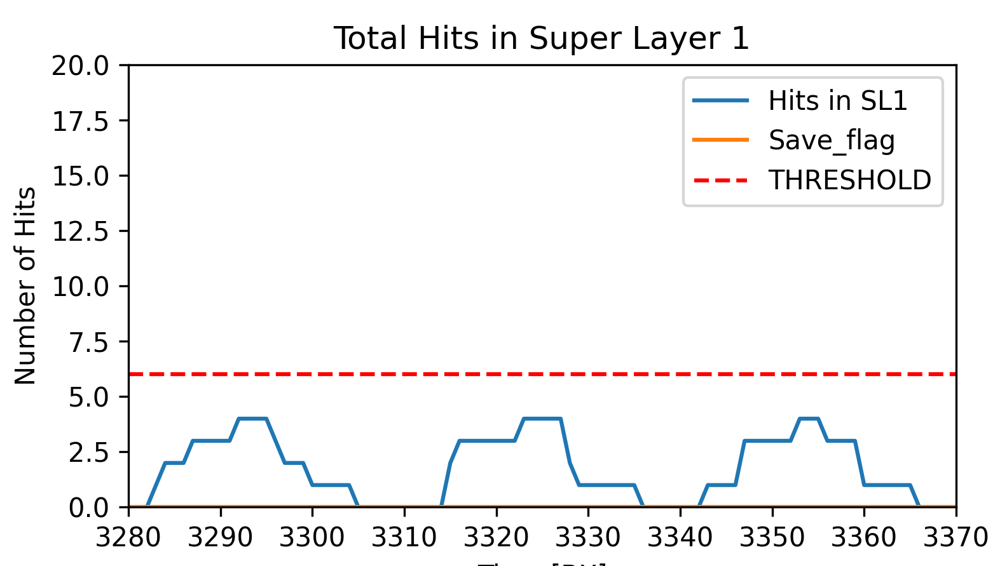 Total Hits in Super Layer 1
20.0
17.5
15.0
12.5
10.0
7.5
5.0
2.5
0.0
Number of Hits
Hits in SL1
Save_flag
THRESHOLD
3280 3290 3300 3310 3320 3330 3340 3350 3360 3370